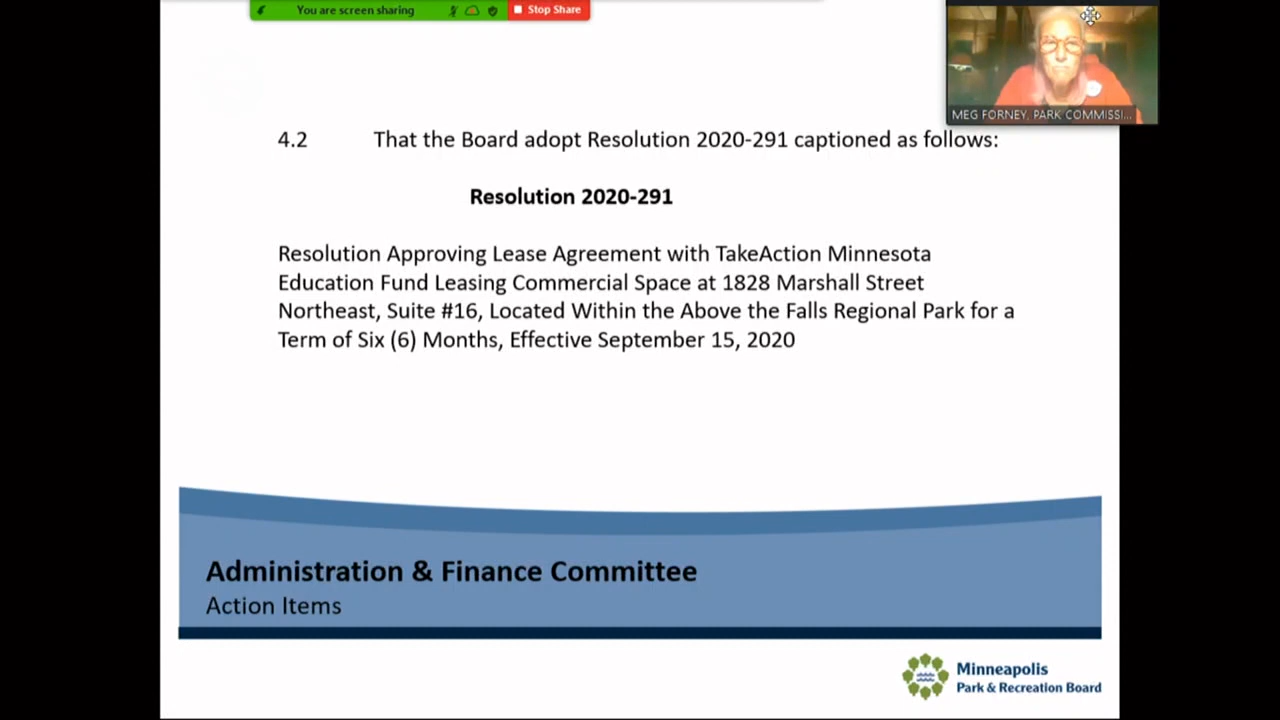 You are screen sharing
Stop Share
MEG FORNEY, PARK COMMISSI...
4.2 That the Board adopt Resolution 2020-291 captioned as follows:
Resolution 2020-291
Resolution Approving Lease Agreement with TakeAction Minnesota
Education Fund Leasing Commercial Space at 1828 Marshall Street
Northeast, Suite #16, Located Within the Above the Falls Regional Park for a
Term of Six (6) Months, Effective September 15, 2020
Administration & Finance Committee
Action Items
Minneapolis
Park & Recreation Board